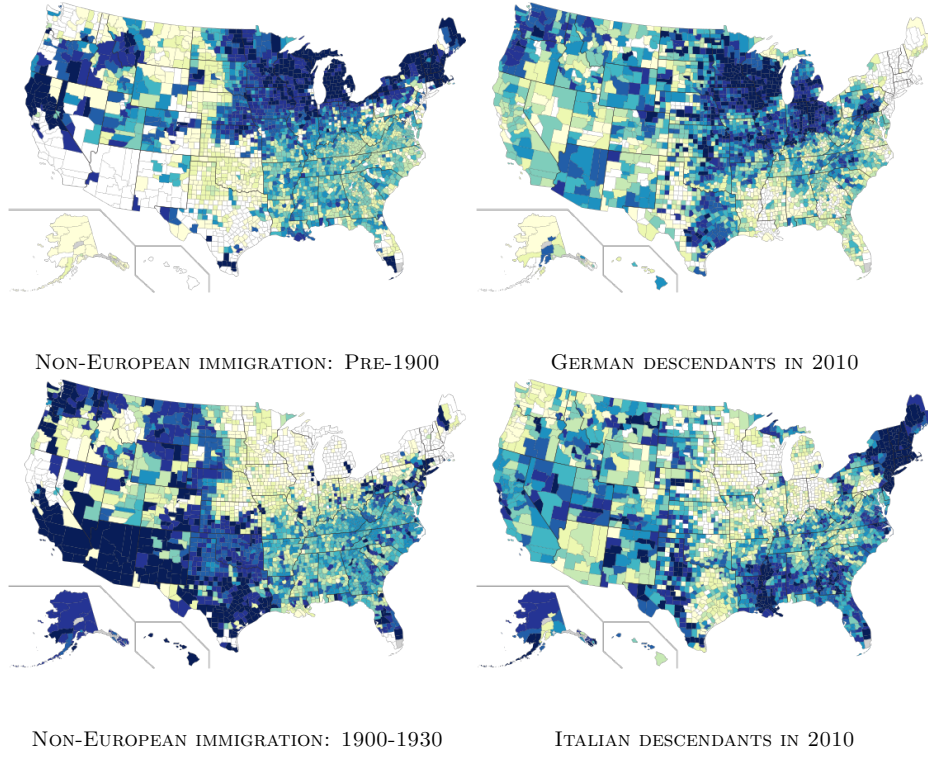 Non-European immigration: Pre-1900
German descendants in 2010
Non-European immigration: 1900-1930
Italian descendants in 2010